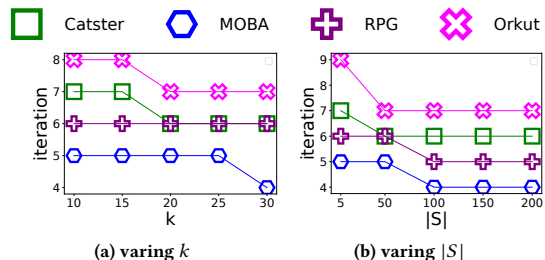 Catster MOBA RPG Orkut
8
7
6
5
4
iteration
10 15 20 25 30
k
(a) varing k
9
8
7
6
5
4
iteration
5 50 100 150 200
|S|
(b) varing |S|